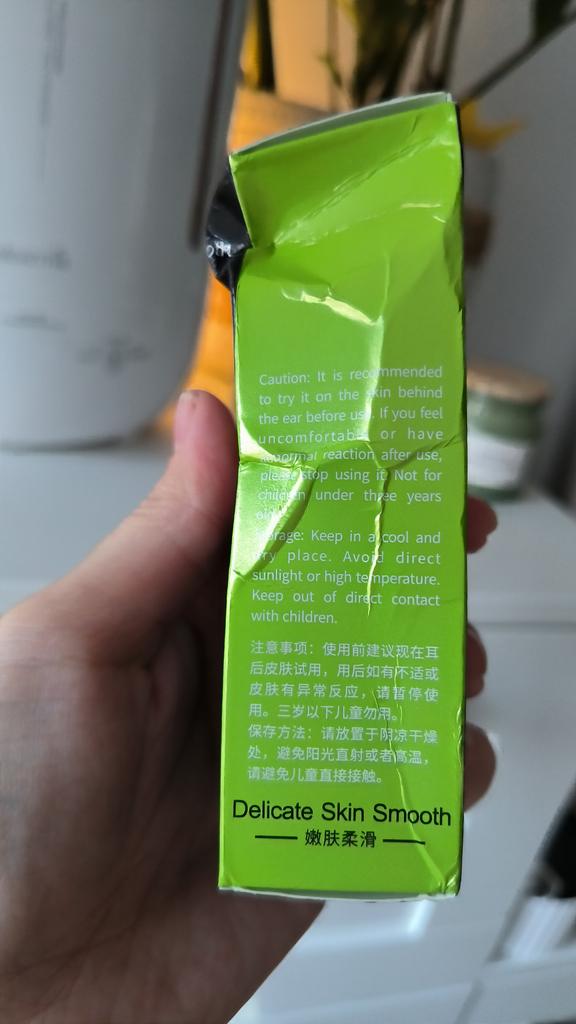 Caution: It is recommended
to try it on the skin behind
the ear before use. If you feel
uncomfortable or have
abnormal reaction after use,
please stop using it. Not for
children under three years
old.
Storage: Keep in a cool and
dry place. Avoid direct
sunlight or high temperature.
Keep out of direct contact
with children.
注意事项：使用前建议现在耳
后皮肤试用，用后如有不适或
皮肤有异常反应，请暂停使
用。三岁以下儿童勿用。
保存方法：请放置于阴凉干燥
处，避免阳光直射或者高温，
请避免儿童直接接触。
Delicate Skin Smooth
嫩肤柔滑